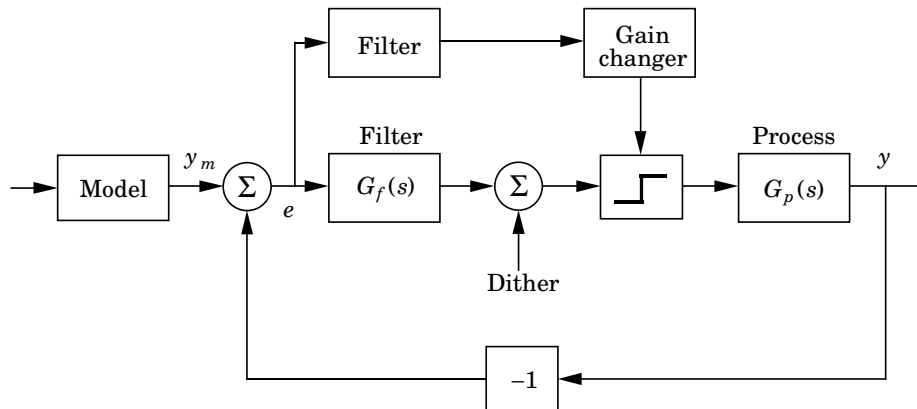 Filter
Gain
changer
Filter
Process
Model
y_m
Σ
e
G_f(s)
Σ
G_p(s)
y
Dither
−1